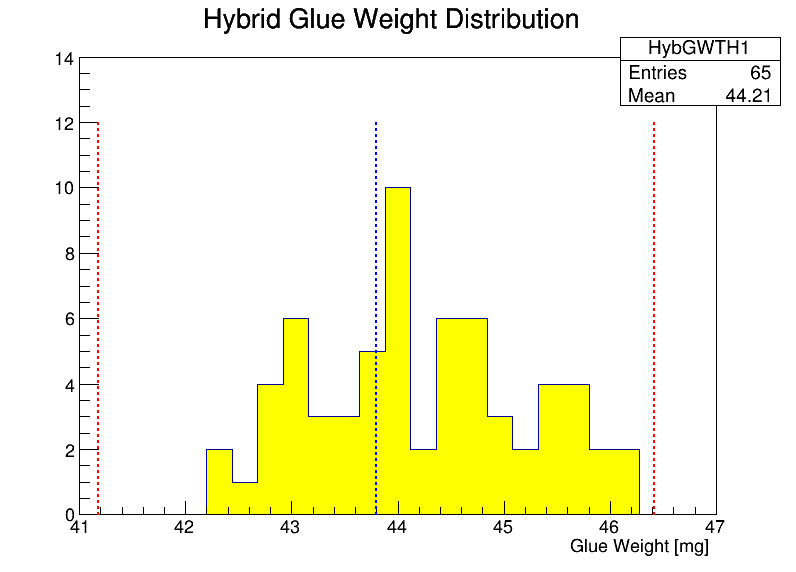 Hybrid Glue Weight Distribution
HybGWTH1
Entries 65
Mean 44.21
14
12
10
8
6
4
2
0
41 42 43 44 45 46 47
Glue Weight [mg]